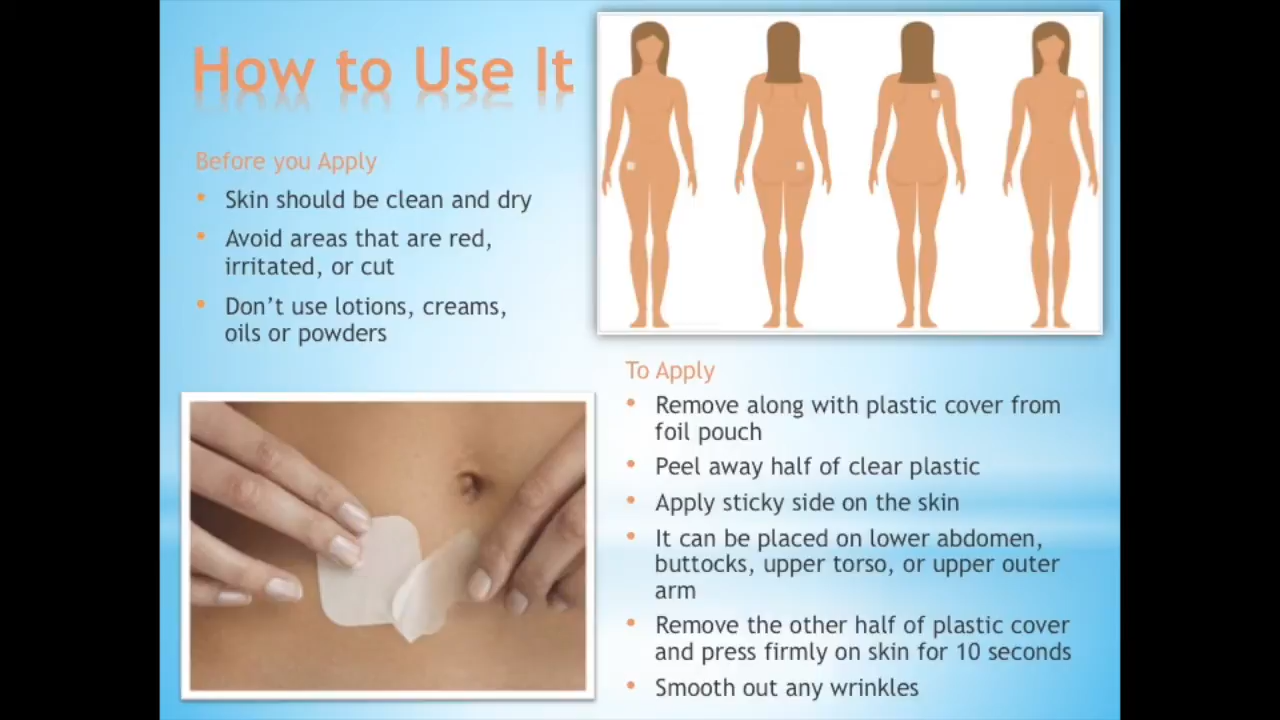 How to Use It
Before you Apply
• Skin should be clean and dry
• Avoid areas that are red,
irritated, or cut
• Don’t use lotions, creams,
oils or powders
To Apply
• Remove along with plastic cover from
foil pouch
• Peel away half of clear plastic
• Apply sticky side on the skin
• It can be placed on lower abdomen,
buttocks, upper torso, or upper outer
arm
• Remove the other half of plastic cover
and press firmly on skin for 10 seconds
• Smooth out any wrinkles